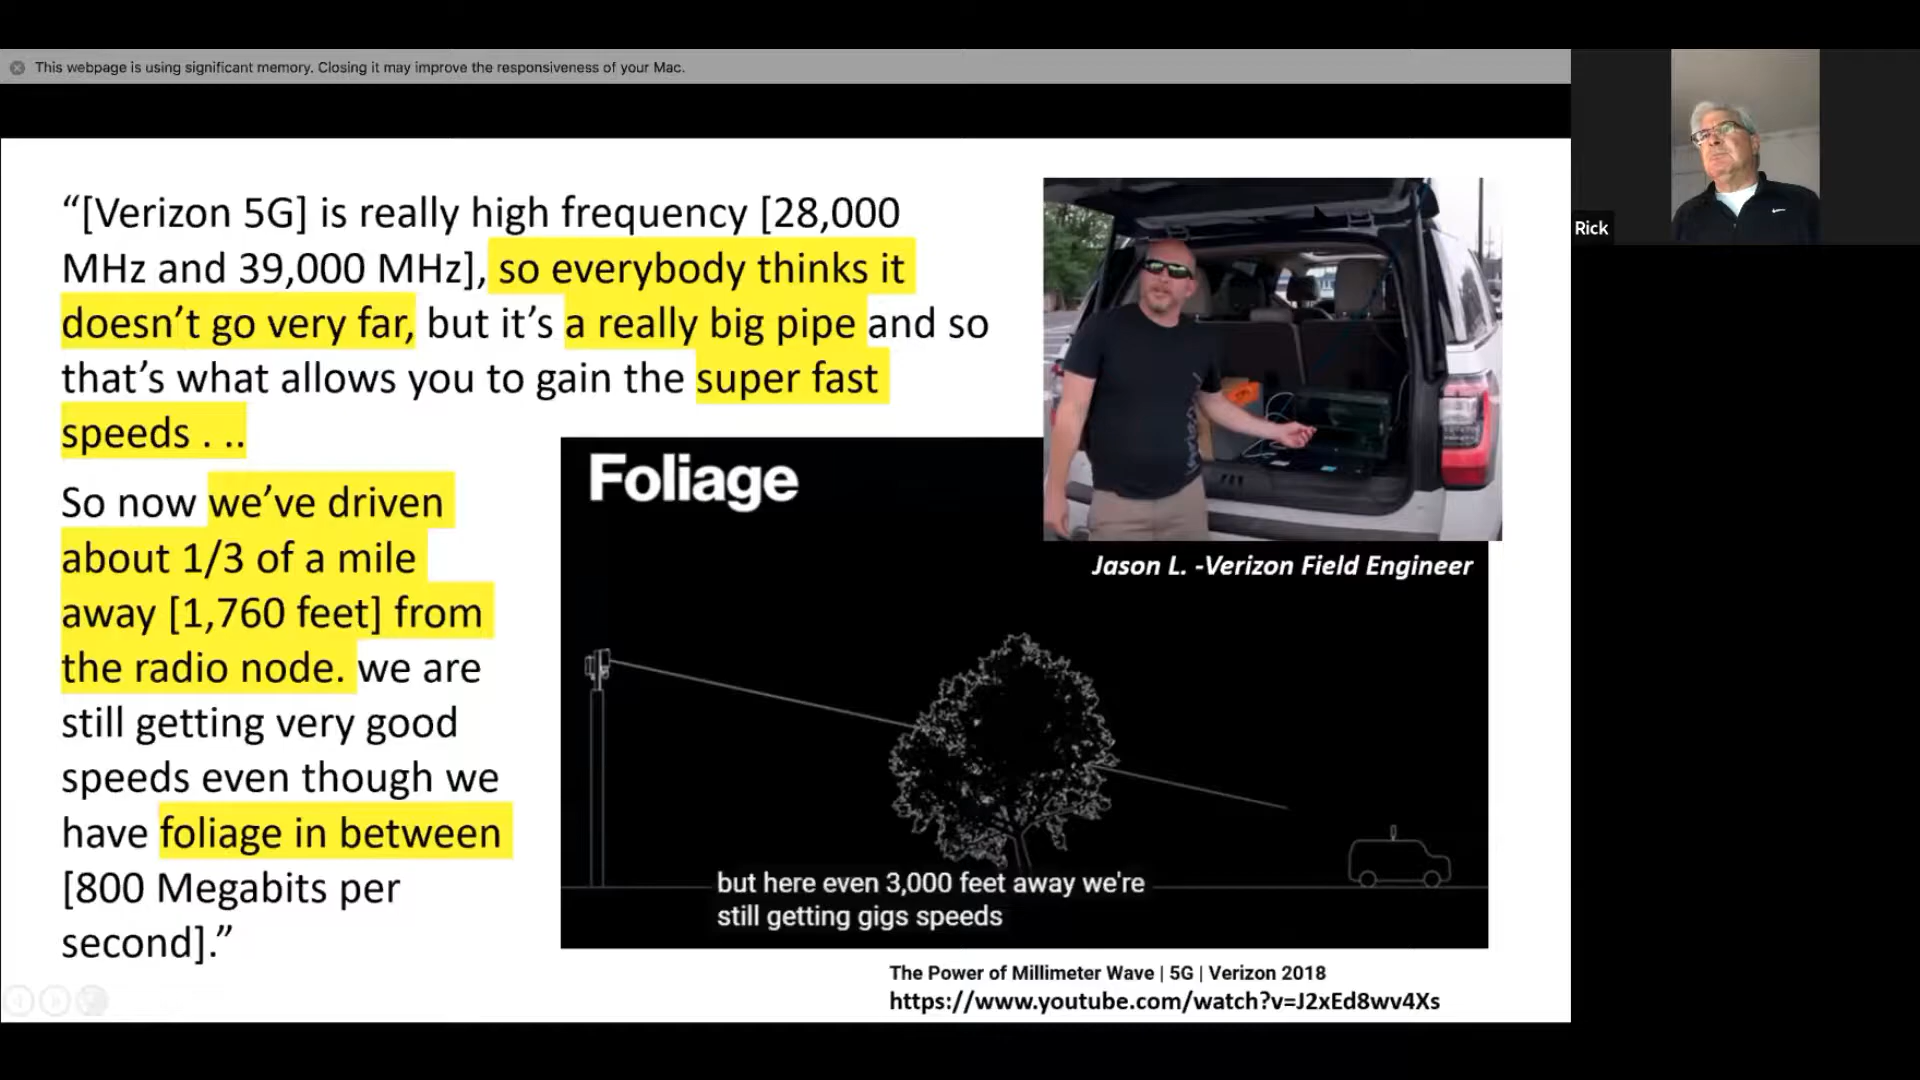 This webpage is using significant memory. Closing it may improve the responsiveness of your Mac.
“[Verizon 5G] is really high frequency [28,000
MHz and 39,000 MHz], so everybody thinks it
doesn’t go very far, but it’s a really big pipe and so
that’s what allows you to gain the super fast
speeds . ..
So now we’ve driven
about 1/3 of a mile
away [1,760 feet] from
the radio node. we are
still getting very good
speeds even though we
have foliage in between
[800 Megabits per
second].”
Foliage
Jason L. -Verizon Field Engineer
but here even 3,000 feet away we're
still getting gigs speeds
The Power of Millimeter Wave | 5G | Verizon 2018
https://www.youtube.com/watch?v=J2xEd8wv4Xs
Rick